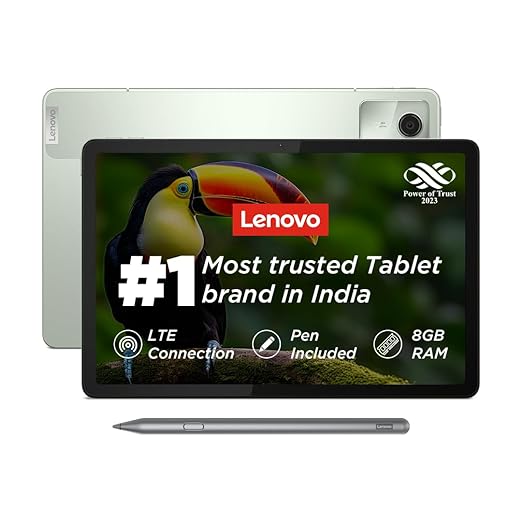 Lenovo
Power of Trust
2023
Lenovo
#1 Most trusted Tablet
brand in India
LTE
Connection
Pen
Included
8GB
RAM
Lenovo